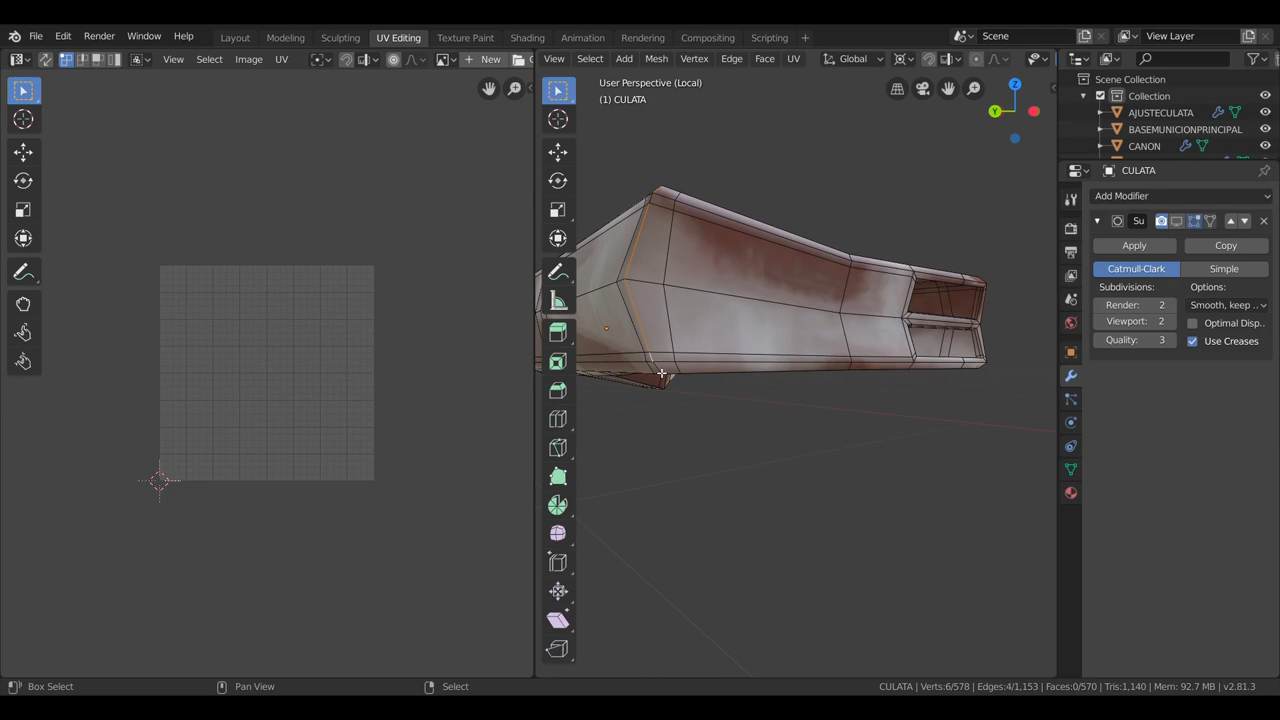 File Edit Render Window Help Layout Modeling Sculpting UV Editing Texture Paint Shading Animation Rendering Compositing Scripting + Scene View Layer
View Select Image UV New
View Select Add Mesh Vertex Edge Face UV Global
User Perspective (Local)
(1) CULATA
Z
Y
Scene Collection
Collection
AJUSTECULATA
BASEMUNICIONPRINCIPAL
CANON
CULATA
Add Modifier
Su
Apply Copy
Catmull-Clark Simple
Subdivisions: Options:
Render: 2 Smooth, keep ..
Viewport: 2 Optimal Disp..
Quality: 3 Use Creases
Box Select Pan View Select CULATA | Verts:6/578 | Edges:4/1,153 | Faces:0/570 | Tris:1,140 | Mem: 92.7 MB | v2.81.3